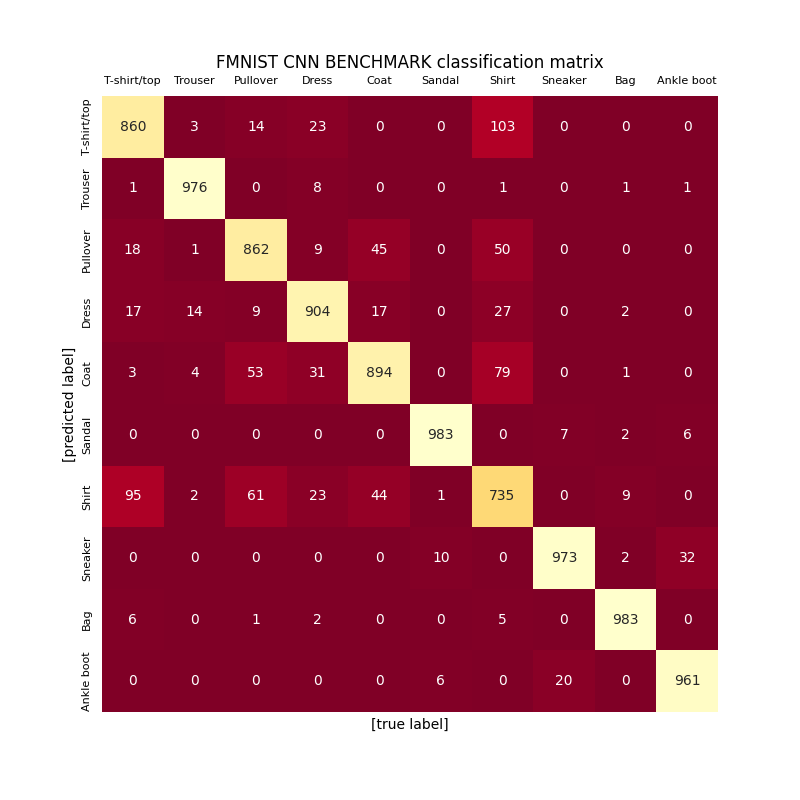 FMNIST CNN BENCHMARK classification matrix
T-shirt/top Trouser Pullover Dress Coat Sandal Shirt Sneaker Bag Ankle boot
[predicted label]
T-shirt/top 860 3 14 23 0 0 103 0 0 0
Trouser 1 976 0 8 0 0 1 0 1 1
Pullover 18 1 862 9 45 0 50 0 0 0
Dress 17 14 9 904 17 0 27 0 2 0
Coat 3 4 53 31 894 0 79 0 1 0
Sandal 0 0 0 0 0 983 0 7 2 6
Shirt 95 2 61 23 44 1 735 0 9 0
Sneaker 0 0 0 0 0 10 0 973 2 32
Bag 6 0 1 2 0 0 5 0 983 0
Ankle boot 0 0 0 0 0 6 0 20 0 961
[true label]